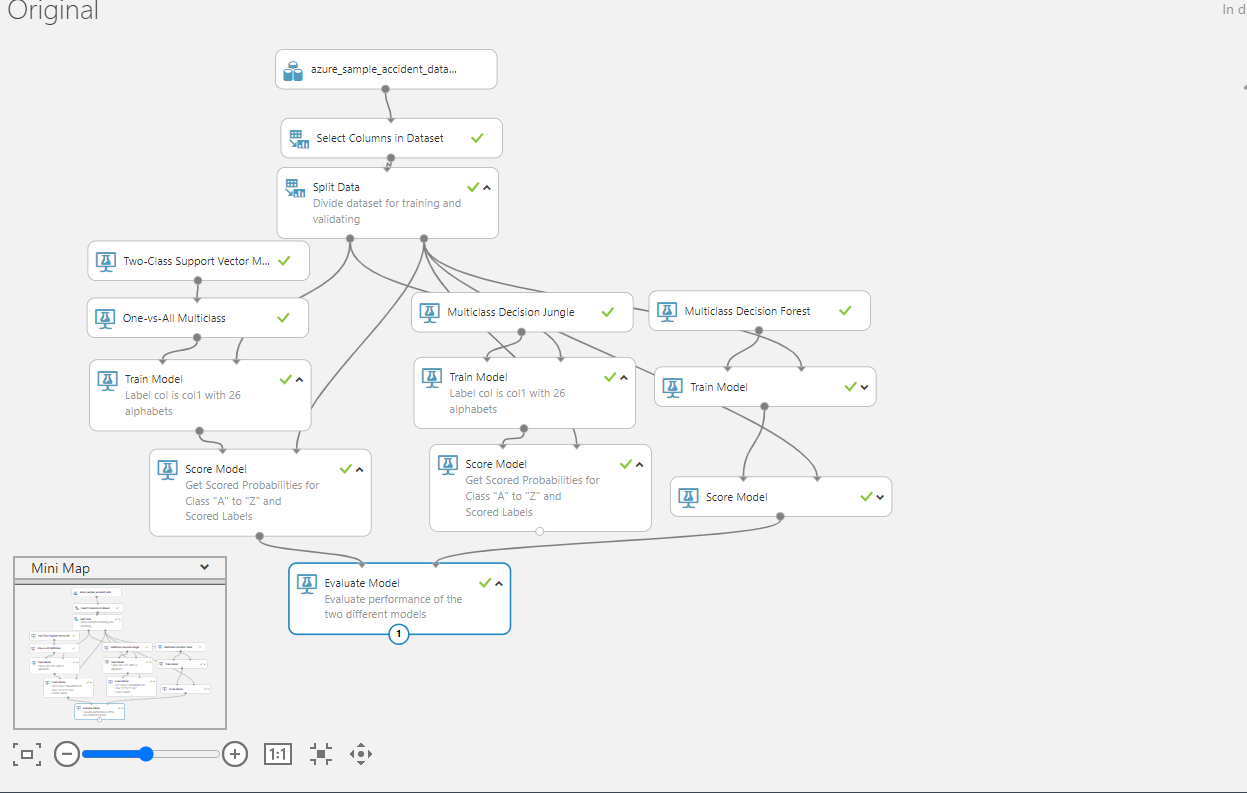 Original
In d
azure_sample_accident_data...
Select Columns in Dataset
Split Data
Divide dataset for training and
validating
Two-Class Support Vector M...
One-vs-All Multiclass
Multiclass Decision Jungle
Multiclass Decision Forest
Train Model
Label col is col1 with 26
alphabets
Train Model
Label col is col1 with 26
alphabets
Train Model
Score Model
Get Scored Probabilities for
Class "A" to "Z" and
Scored Labels
Score Model
Get Scored Probabilities for
Class "A" to "Z" and
Scored Labels
Score Model
Evaluate Model
Evaluate performance of the
two different models
1
Mini Map
1:1